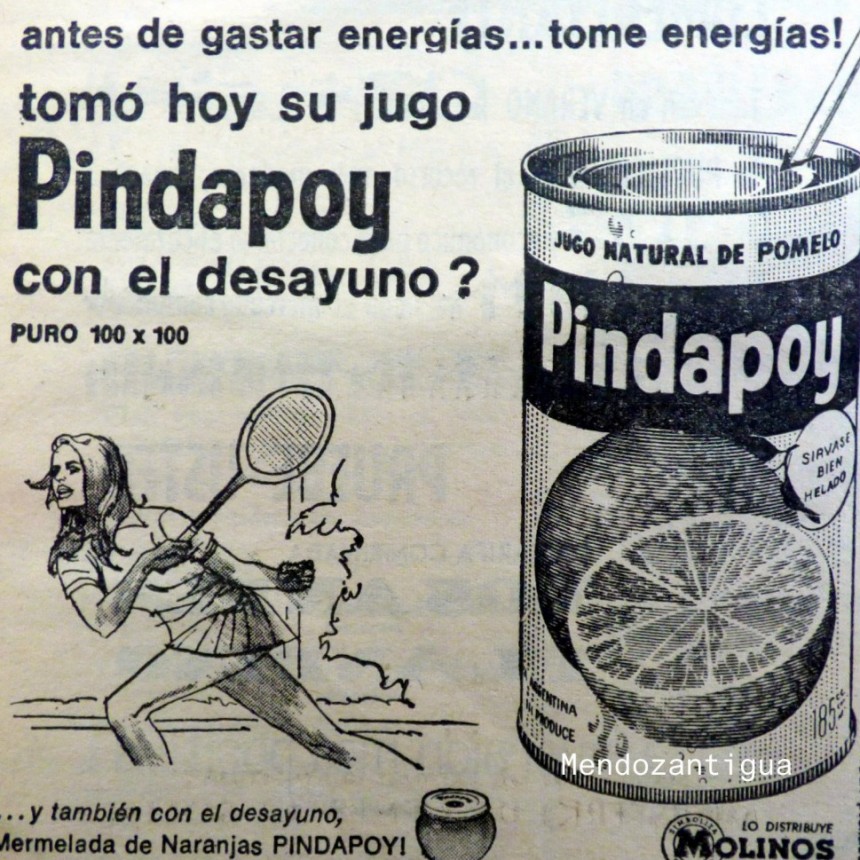 antes de gastar energías...tome energías!
tomó hoy su jugo
Pindapoy
con el desayuno?
PURO 100 x 100
JUGO NATURAL DE POMELO
Pindapoy
SIRVASE
BIEN
HELADO
ARGENTINA
PRODUCE
185 cc
Mendozantigua
...y también con el desayuno,
Mermelada de Naranjas PINDAPOY!
SIMBOLIZA
LO DISTRIBUYE
MOLINOS